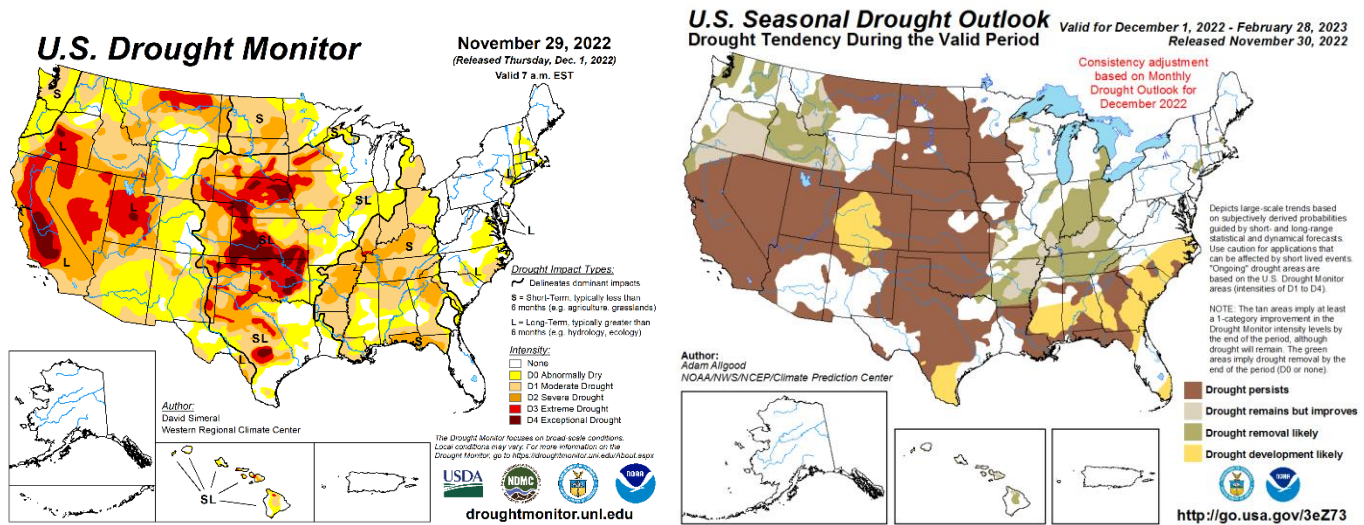 U.S. Drought Monitor
November 29, 2022
(Released Thursday, Dec. 1, 2022)
Valid 7 a.m. EST
S
S
S
L
SL
L
SL
S
L
L
L
SL
L
S
Drought Impact Types:
Delineates dominant impacts
S = Short-Term, typically less than
6 months (e.g. agriculture, grasslands)
L = Long-Term, typically greater than
6 months (e.g. hydrology, ecology)
Intensity:
None
D0 Abnormally Dry
D1 Moderate Drought
D2 Severe Drought
D3 Extreme Drought
D4 Exceptional Drought
Author:
David Simeral
Western Regional Climate Center
SL
The Drought Monitor focuses on broad-scale conditions.
Local conditions may vary. For more information on the
Drought Monitor, go to https://droughtmonitor.unl.edu/About.aspx
USDA
NDMC
NOAA
droughtmonitor.unl.edu
U.S. Seasonal Drought Outlook
Drought Tendency During the Valid Period
Valid for December 1, 2022 - February 28, 2023
Released November 30, 2022
Consistency adjustment
based on Monthly
Drought Outlook for
December 2022
Depicts large-scale trends based
on subjectively derived probabilities
guided by short- and long-range
statistical and dynamical forecasts.
Use caution for applications that
can be affected by short lived events.
"Ongoing" drought areas are
based on the U.S. Drought Monitor
areas (intensities of D1 to D4).
NOTE: The tan areas imply at least
a 1-category improvement in the
Drought Monitor intensity levels by
the end of the period, although
drought will remain. The green
areas imply drought removal by the
end of the period (D0 or none).
Author:
Adam Allgood
NOAA/NWS/NCEP/Climate Prediction Center
Drought persists
Drought remains but improves
Drought removal likely
Drought development likely
NOAA
http://go.usa.gov/3eZ73